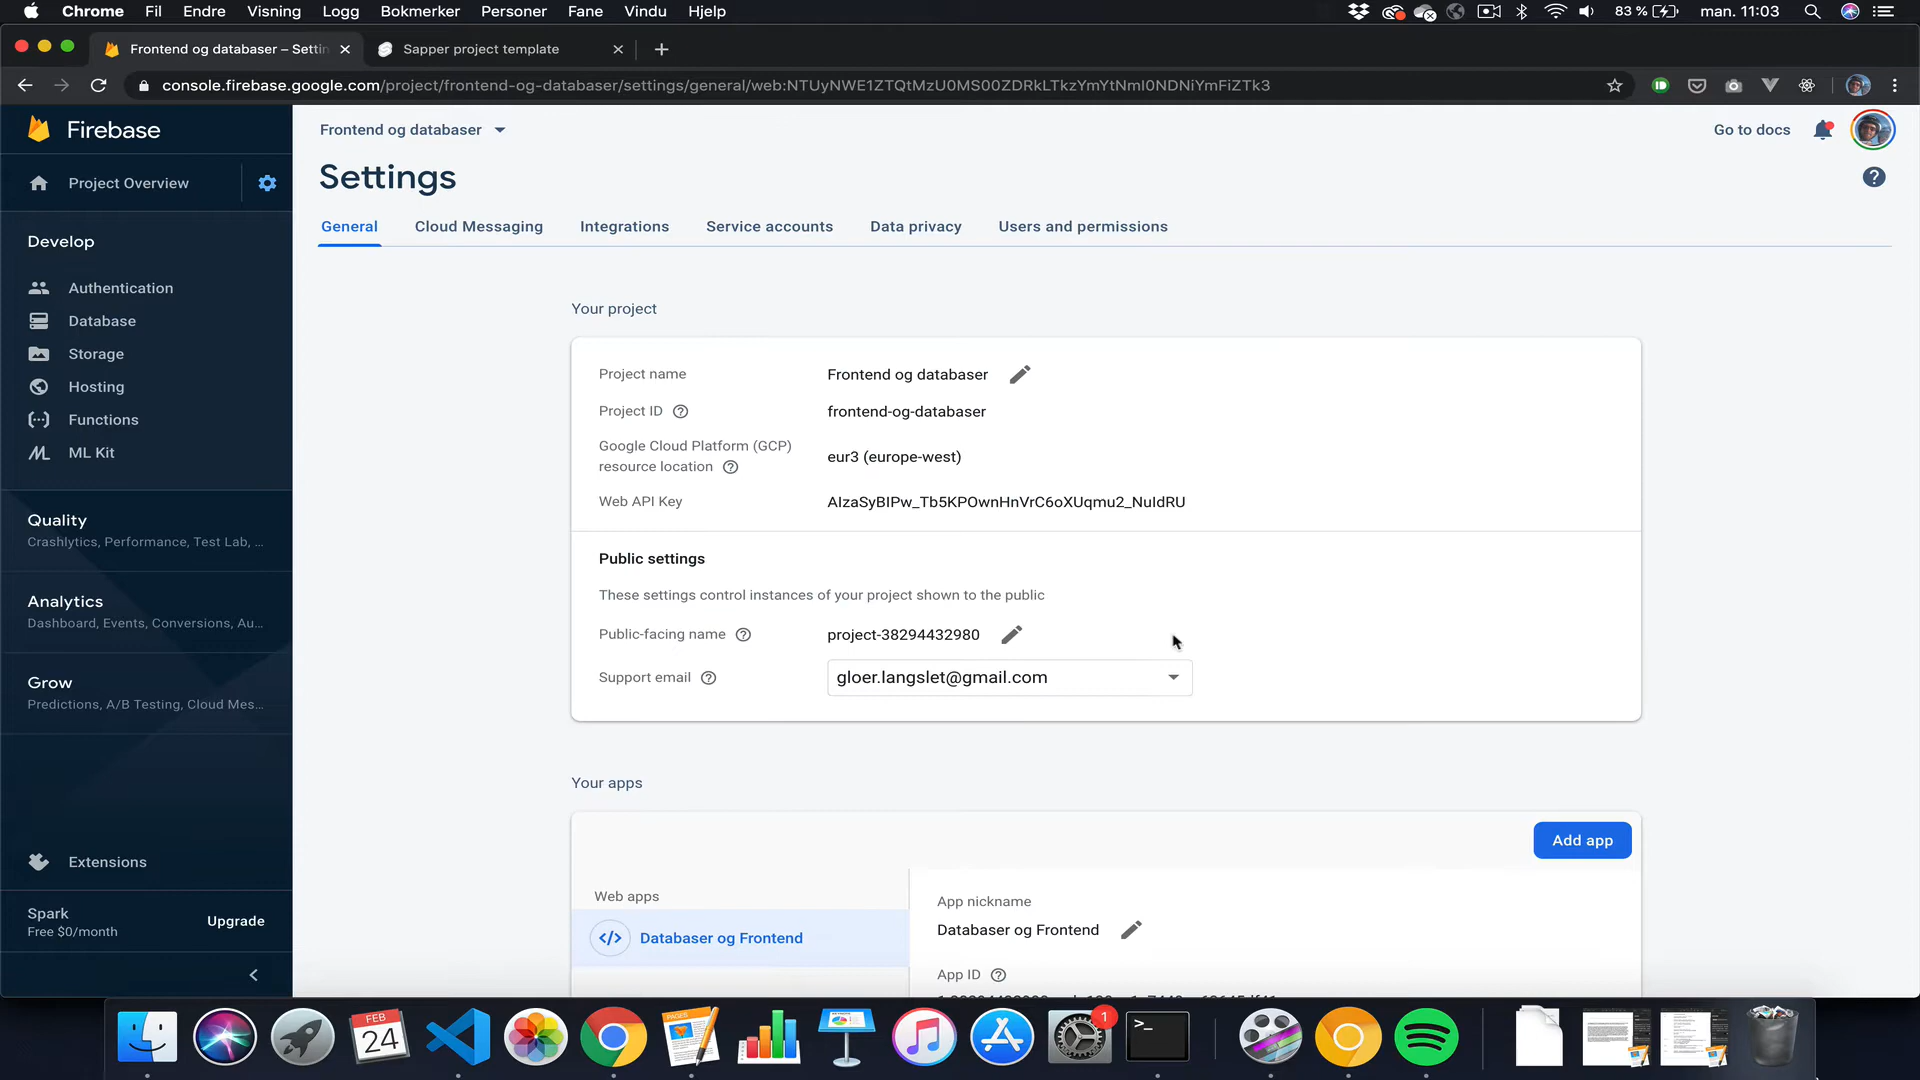 Chrome Fil Endre Visning Logg Bokmerker Personer Fane Vindu Hjelp 83 % man. 11:03
Frontend og databaser – Settin
Sapper project template
console.firebase.google.com/project/frontend-og-databaser/settings/general/web:NTUyNWE1ZTQtMzU0MS00ZDRkLTkzYmYtNmI0NDNiYmFiZTk3
Firebase
Project Overview
Develop
Authentication
Database
Storage
Hosting
Functions
ML Kit
Quality
Crashlytics, Performance, Test Lab, ...
Analytics
Dashboard, Events, Conversions, Au...
Grow
Predictions, A/B Testing, Cloud Mes...
Extensions
Spark
Free $0/month
Upgrade
Frontend og databaser
Go to docs
Settings
General Cloud Messaging Integrations Service accounts Data privacy Users and permissions
Your project
Project name Frontend og databaser
Project ID frontend-og-databaser
Google Cloud Platform (GCP)
resource location eur3 (europe-west)
Web API Key AIzaSyBIPw_Tb5KPOwnHnVrC6oXUqmu2_NuIdRU
Public settings
These settings control instances of your project shown to the public
Public-facing name project-38294432980
Support email gloer.langslet@gmail.com
Your apps
Add app
Web apps
Databaser og Frontend
App nickname
Databaser og Frontend
App ID
FEB
24
PAGES
1